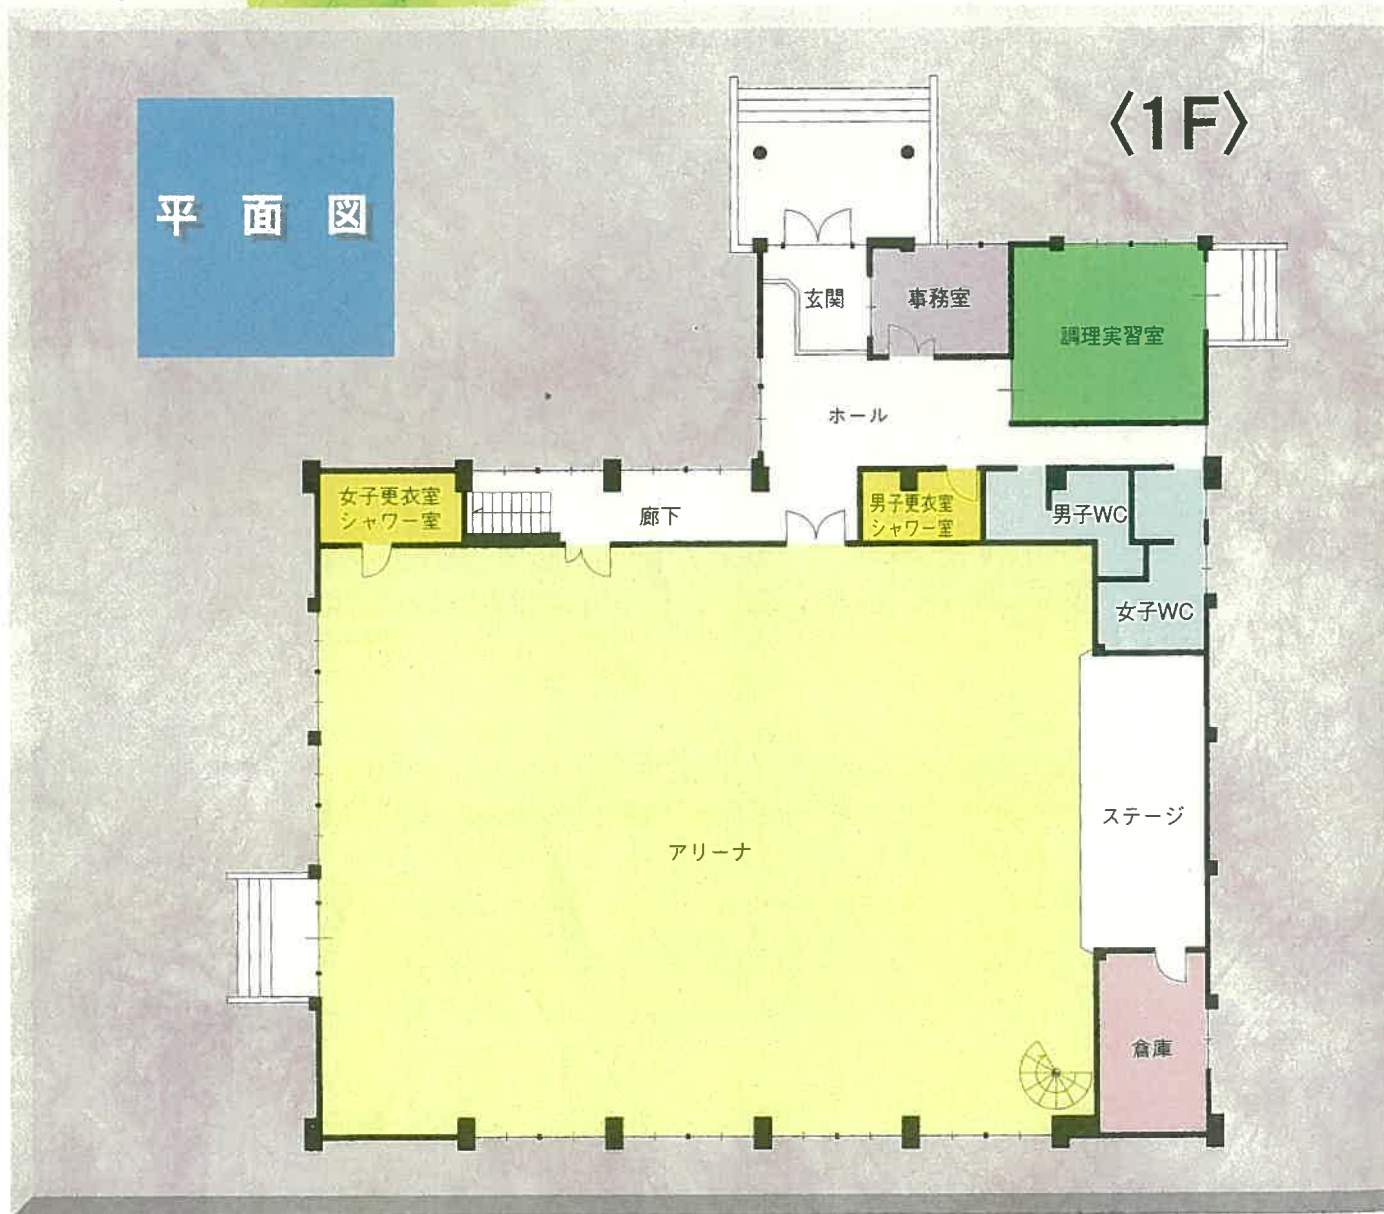 〈1F〉
平面図
玄関
事務室
調理実習室
ホール
女子更衣室
シャワー室
廊下
男子更衣室
シャワー室
男子WC
女子WC
ステージ
アリーナ
倉庫